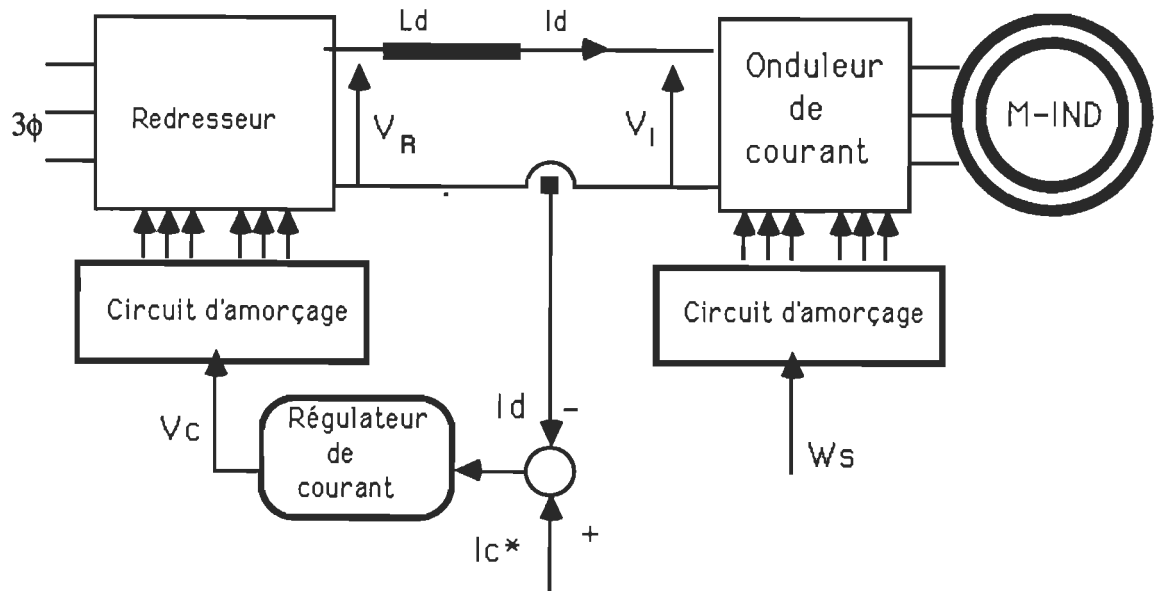 Ld
Id
3ϕ
Redresseur
V_R
V_I
Onduleur
de
courant
M-IND
Circuit d'amorçage
Circuit d'amorçage
Vc
Régulateur
de
courant
Id
-
Ws
Ic*
+